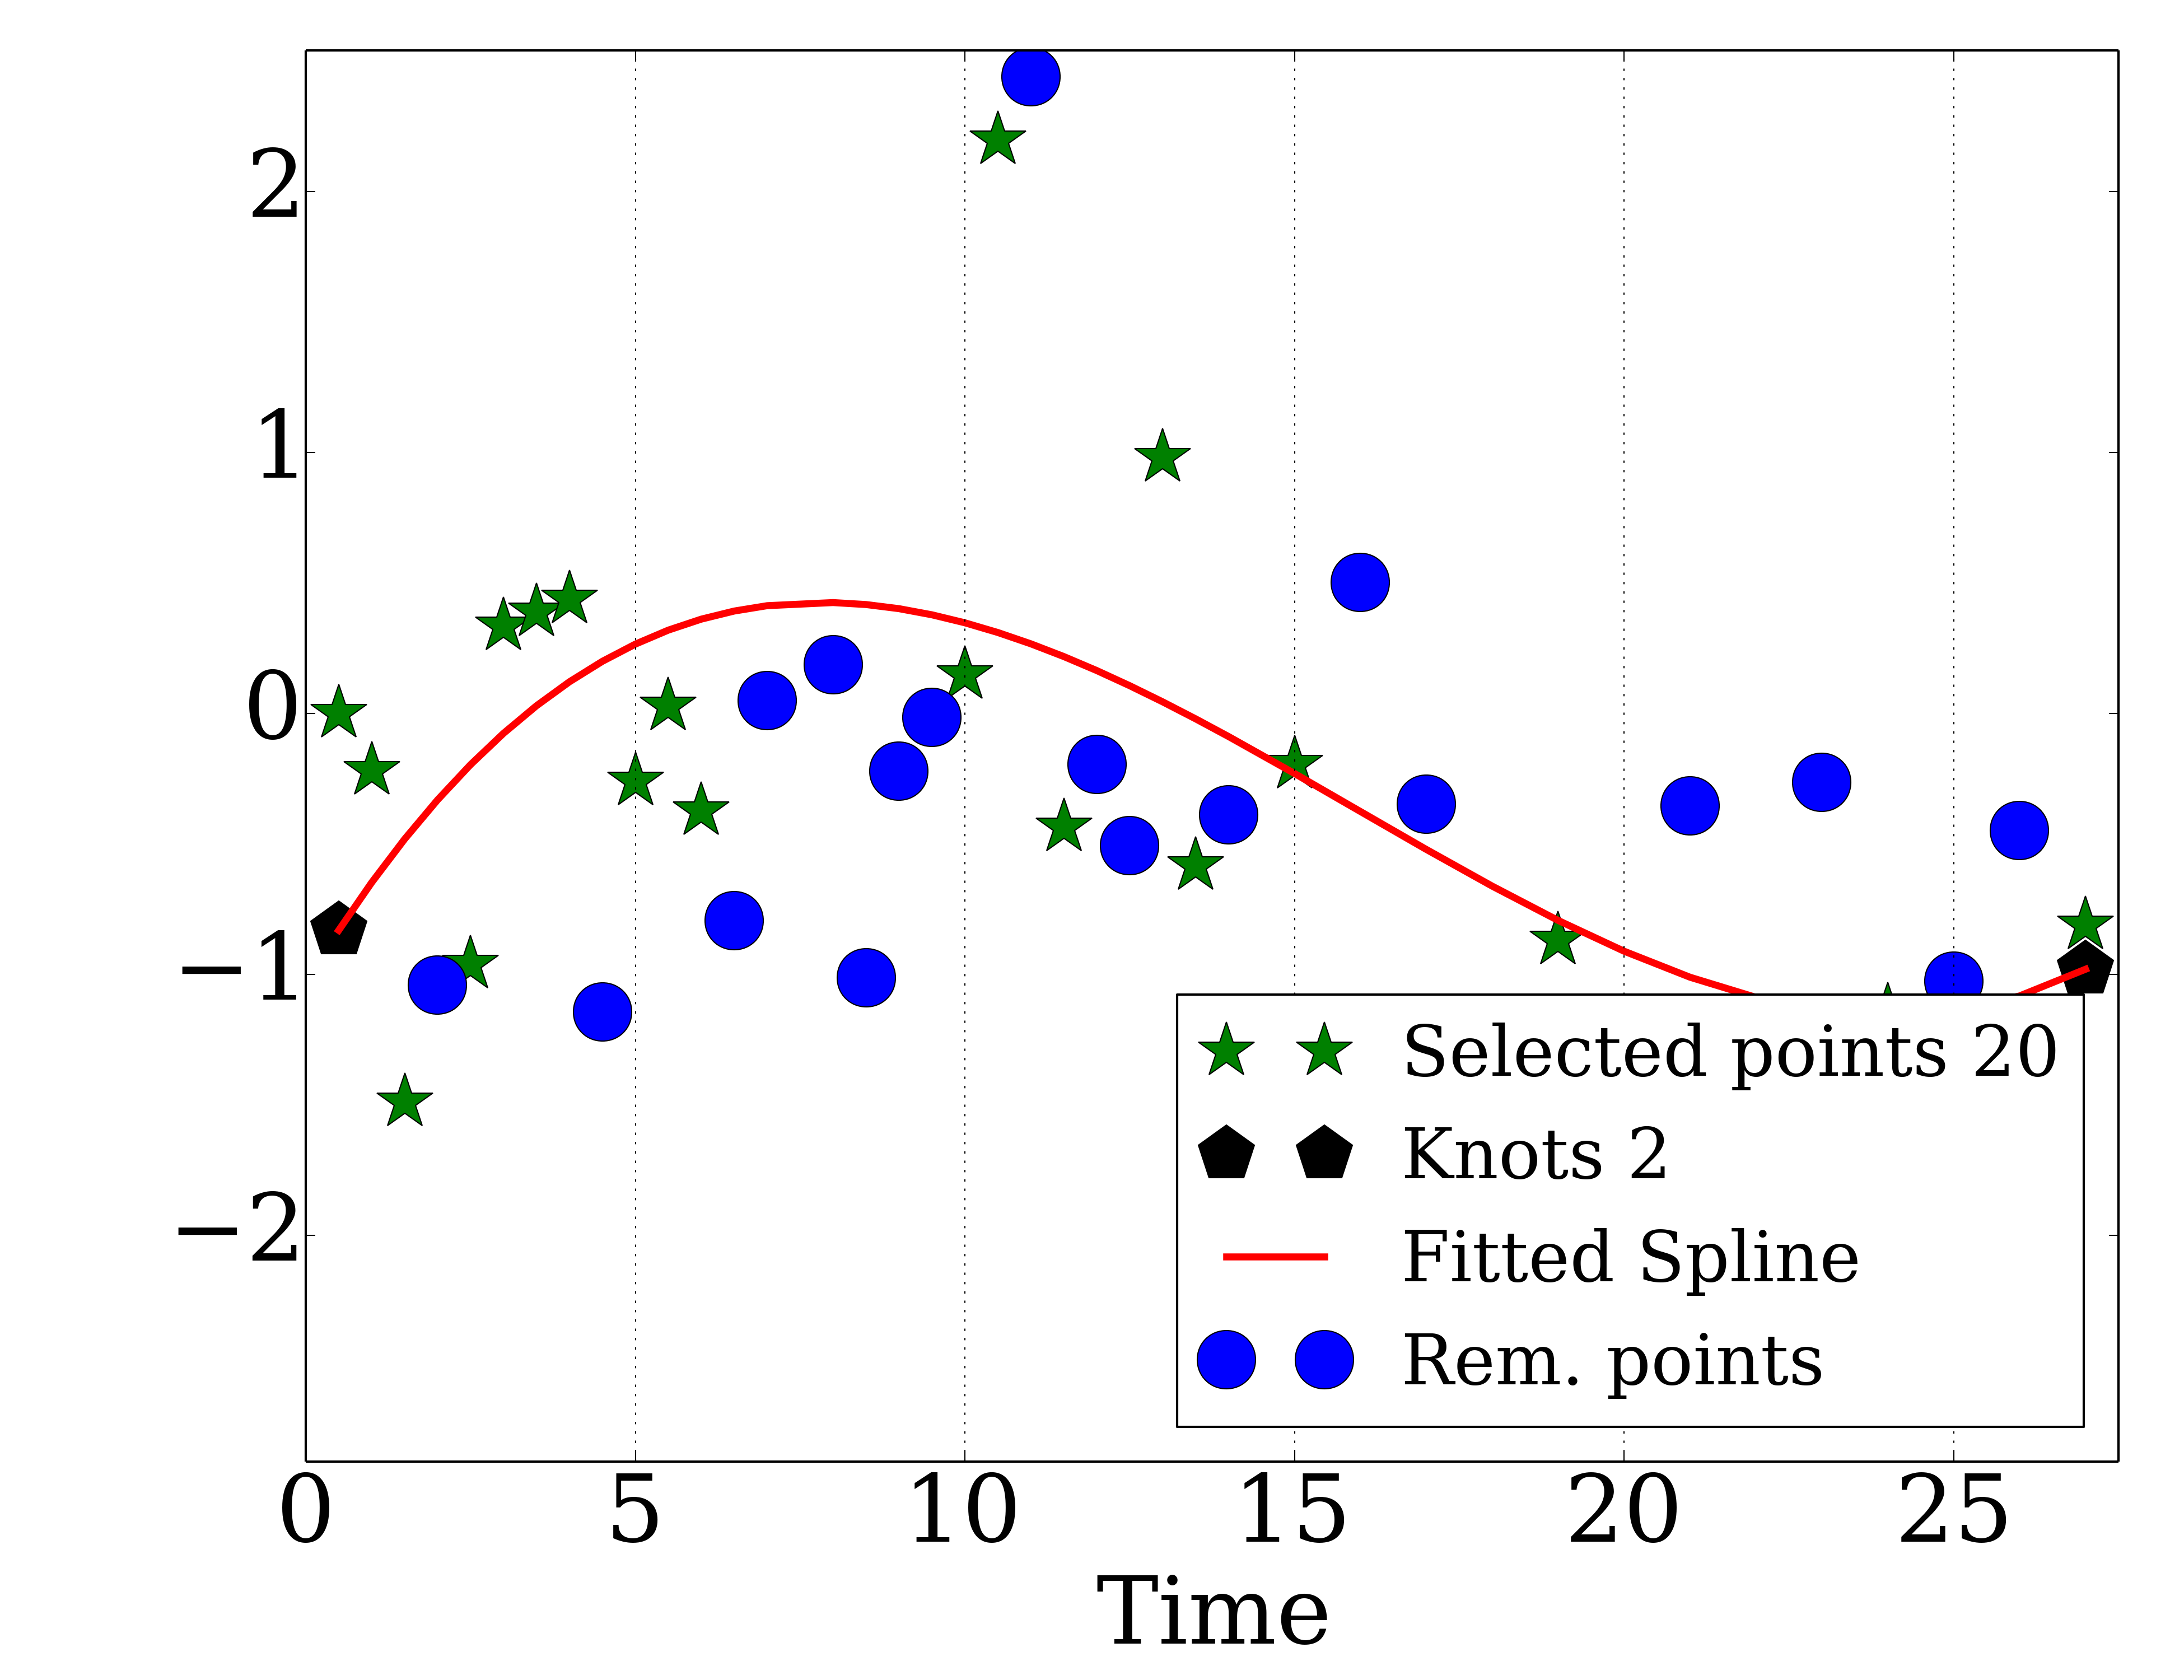 2
1
0
−1
−2
0 5 10 15 20 25
Time
Selected points 20
Knots 2
Fitted Spline
Rem. points